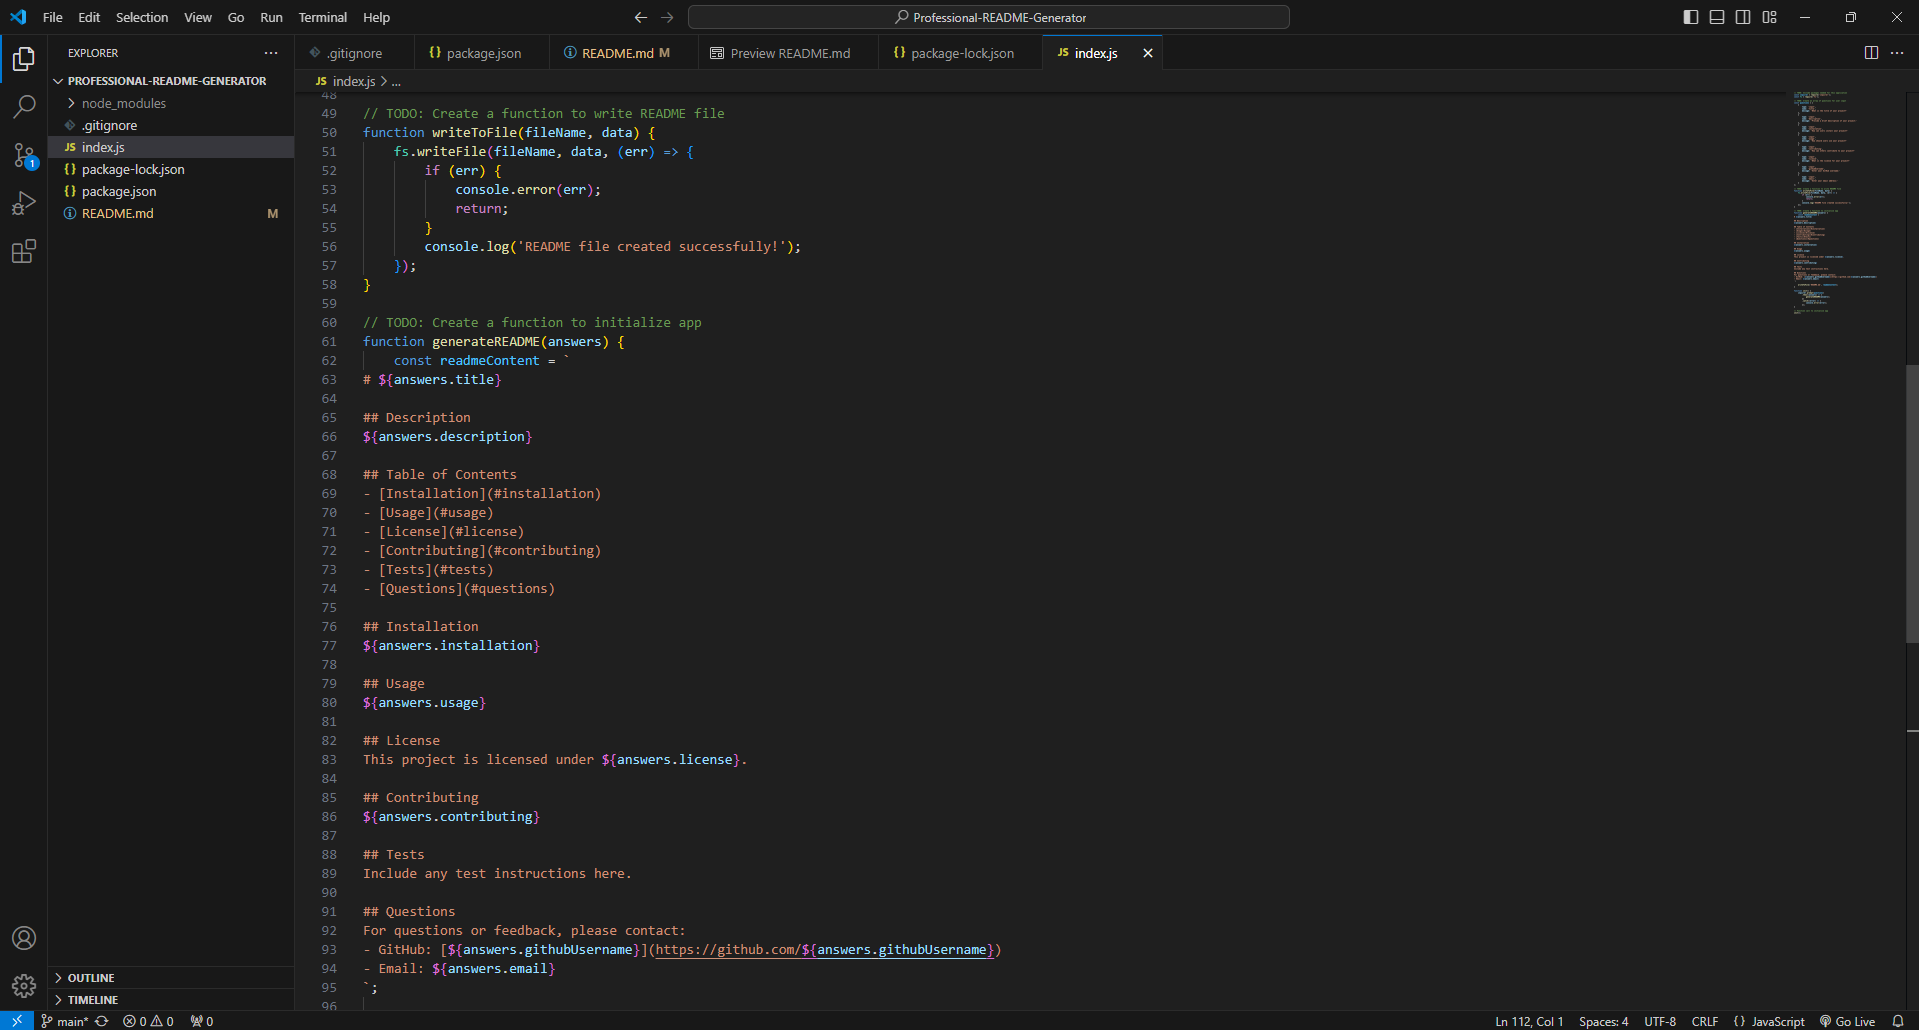 File Edit Selection View Go Run Terminal Help
Professional-README-Generator
EXPLORER
PROFESSIONAL-README-GENERATOR
node_modules
.gitignore
JS index.js
{} package-lock.json
{} package.json
README.md M
1
OUTLINE
TIMELINE
.gitignore
{} package.json
README.md M
Preview README.md
{} package-lock.json
JS index.js
JS index.js > ...
48
49 // TODO: Create a function to write README file
50 function writeToFile(fileName, data) {
51 fs.writeFile(fileName, data, (err) => {
52 if (err) {
53 console.error(err);
54 return;
55 }
56 console.log('README file created successfully!');
57 });
58 }
59
60 // TODO: Create a function to initialize app
61 function generateREADME(answers) {
62 const readmeContent = `
63 # ${answers.title}
64
65 ## Description
66 ${answers.description}
67
68 ## Table of Contents
69 - [Installation](#installation)
70 - [Usage](#usage)
71 - [License](#license)
72 - [Contributing](#contributing)
73 - [Tests](#tests)
74 - [Questions](#questions)
75
76 ## Installation
77 ${answers.installation}
78
79 ## Usage
80 ${answers.usage}
81
82 ## License
83 This project is licensed under ${answers.license}.
84
85 ## Contributing
86 ${answers.contributing}
87
88 ## Tests
89 Include any test instructions here.
90
91 ## Questions
92 For questions or feedback, please contact:
93 - GitHub: [${answers.githubUsername}](https://github.com/${answers.githubUsername})
94 - Email: ${answers.email}
95 `;
96
main* 0 0 0 Ln 112, Col 1 Spaces: 4 UTF-8 CRLF {} JavaScript Go Live